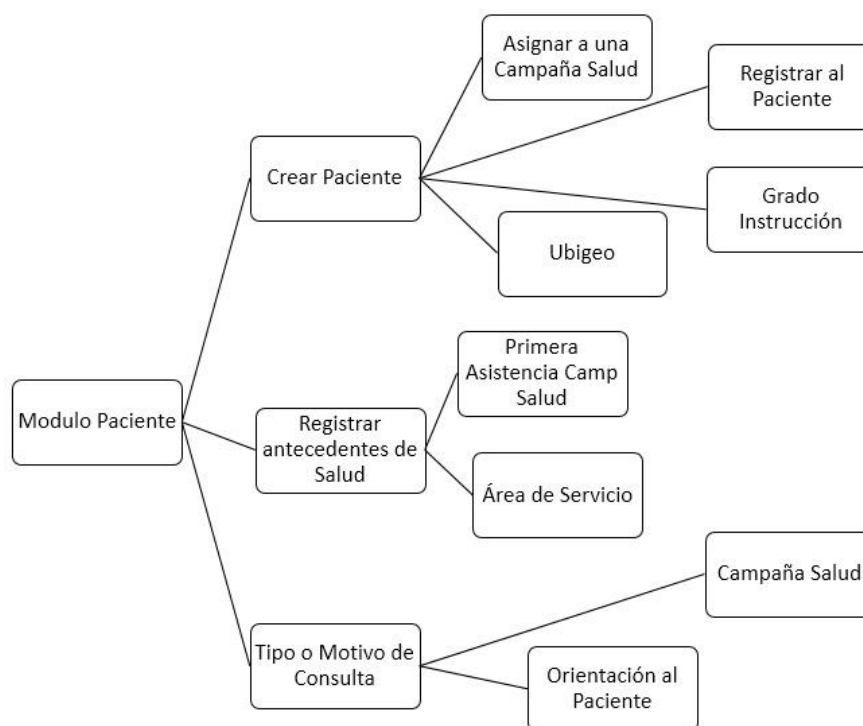 Asignar a una
Campaña Salud
Registrar al
Paciente
Crear Paciente
Grado
Instrucción
Ubigeo
Primera
Asistencia Camp
Salud
Modulo Paciente
Registrar
antecedentes de
Salud
Área de Servicio
Campaña Salud
Tipo o Motivo de
Consulta
Orientación al
Paciente